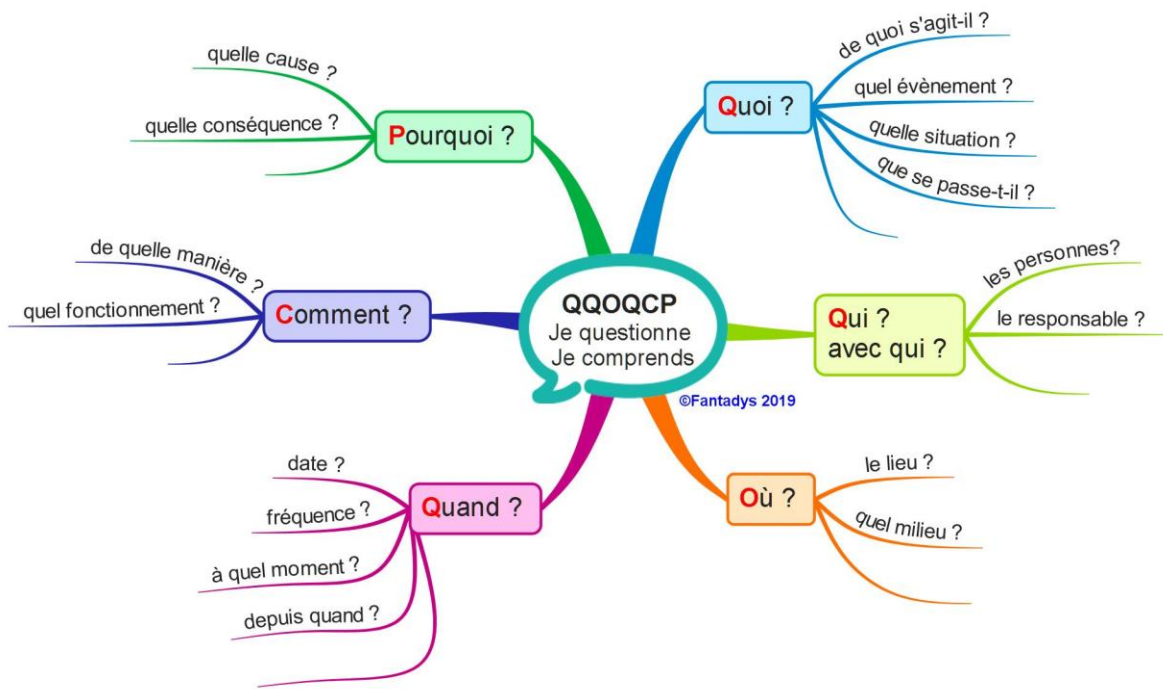 QQOQCP
Je questionne
Je comprends
©Fantadys 2019
Quoi ?
de quoi s'agit-il ?
quel évènement ?
quelle situation ?
que se passe-t-il ?
Qui ?
avec qui ?
les personnes?
le responsable ?
Où ?
le lieu ?
quel milieu ?
Quand ?
date ?
fréquence ?
à quel moment ?
depuis quand ?
Comment ?
de quelle manière ?
quel fonctionnement ?
Pourquoi ?
quelle cause ?
quelle conséquence ?